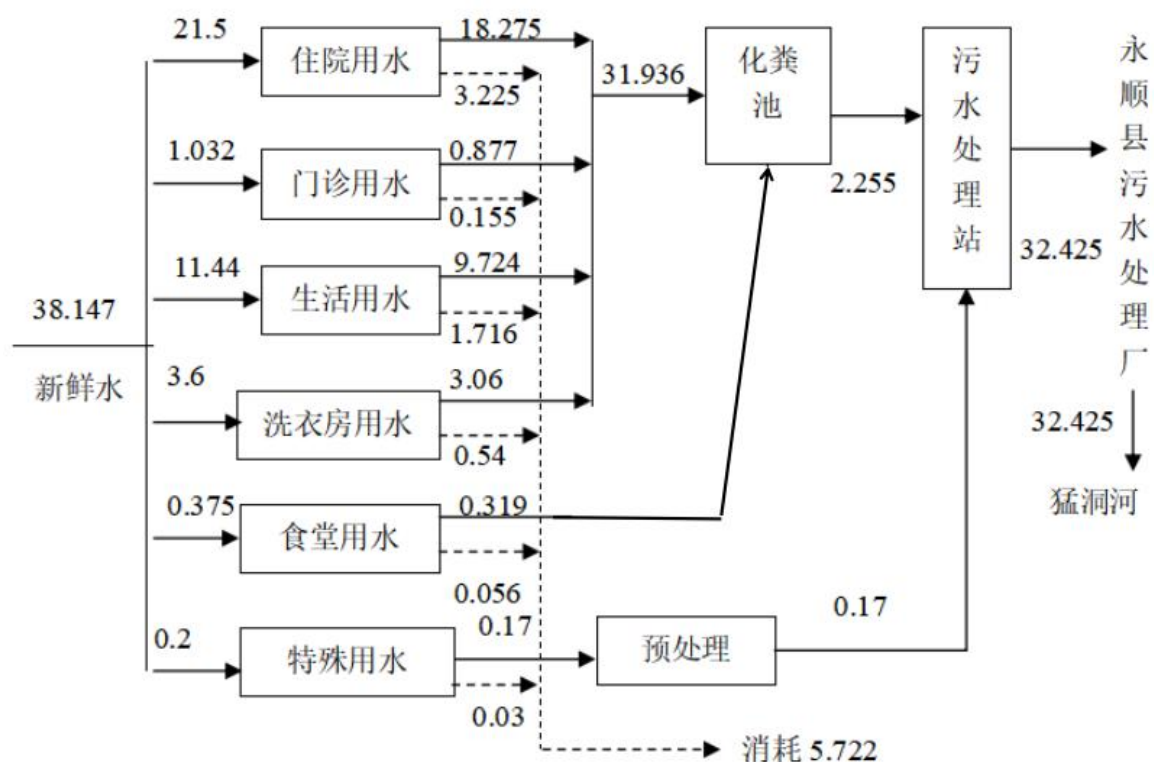 38.147
新鲜水
21.5
住院用水
18.275
3.225
1.032
门诊用水
0.877
0.155
11.44
生活用水
9.724
1.716
3.6
洗衣房用水
3.06
0.54
0.375
食堂用水
0.319
0.056
0.2
特殊用水
0.17
0.03
31.936
化粪
池
2.255
预处理
0.17
污水处理站
32.425
永顺县污水处理厂
32.425
猛洞河
消耗 5.722